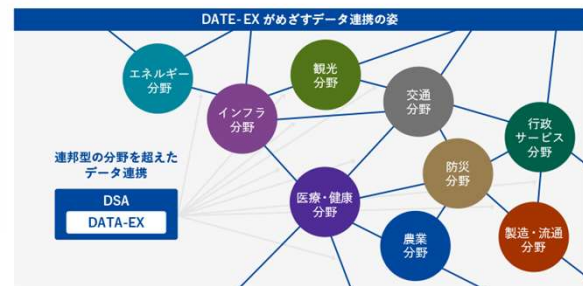 DATE-EX がめざすデータ連携の姿
エネルギー
分野
インフラ
分野
観光
分野
交通
分野
行政
サービス
分野
防災
分野
連邦型の分野を超えた
データ連携
DSA
DATA-EX
医療・健康
分野
農業
分野
製造・流通
分野